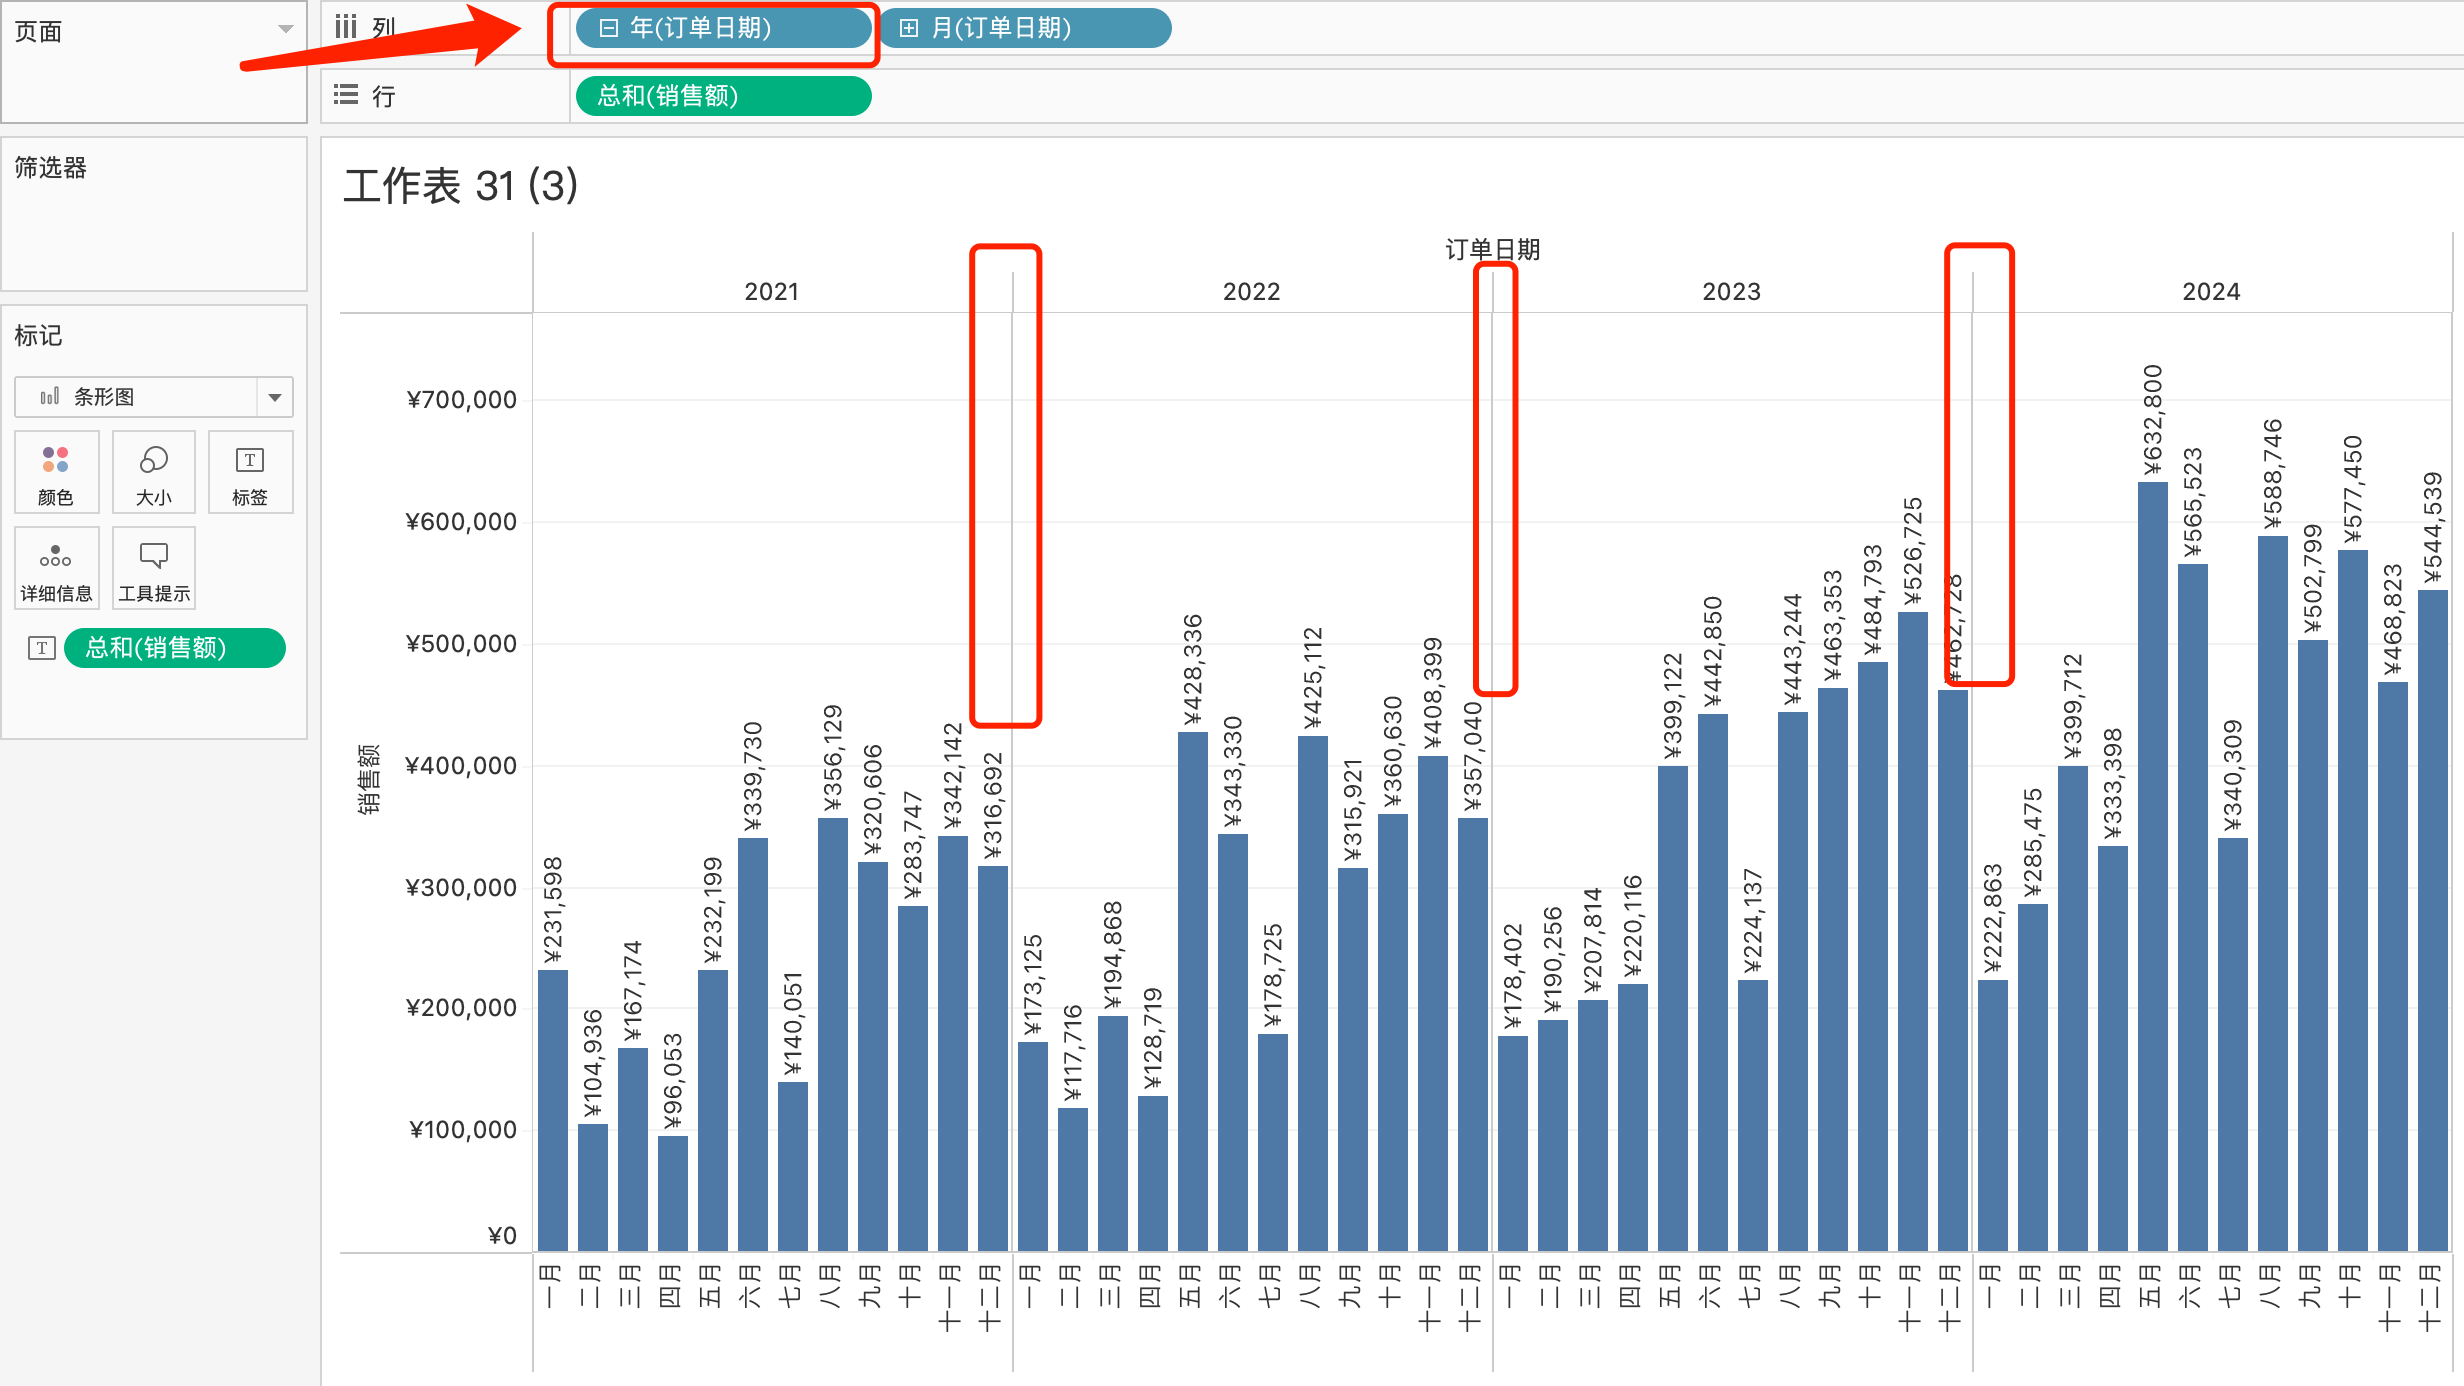 页面
列
年(订单日期)
月(订单日期)
行
总和(销售额)
筛选器
标记
条形图
颜色
大小
标签
详细信息
工具提示
总和(销售额)
工作表 31 (3)
订单日期
2021
2022
2023
2024
销售额
¥700,000
¥600,000
¥500,000
¥400,000
¥300,000
¥200,000
¥100,000
¥0
¥231,598
¥104,936
¥167,174
¥96,053
¥232,199
¥339,730
¥140,051
¥356,129
¥320,606
¥283,747
¥342,142
¥316,692
¥173,125
¥117,716
¥194,868
¥128,719
¥428,336
¥343,330
¥178,725
¥425,112
¥315,921
¥360,630
¥408,399
¥357,040
¥178,402
¥190,256
¥207,814
¥220,116
¥399,122
¥442,850
¥224,137
¥443,244
¥463,353
¥484,793
¥526,725
¥462,728
¥222,863
¥285,475
¥399,712
¥333,398
¥632,800
¥565,523
¥340,309
¥588,746
¥502,799
¥577,450
¥468,823
¥544,539
一月
二月
三月
四月
五月
六月
七月
八月
九月
十月
十一月
十二月
一月
二月
三月
四月
五月
六月
七月
八月
九月
十月
十一月
十二月
一月
二月
三月
四月
五月
六月
七月
八月
九月
十月
十一月
十二月
一月
二月
三月
四月
五月
六月
七月
八月
九月
十月
十一月
十二月